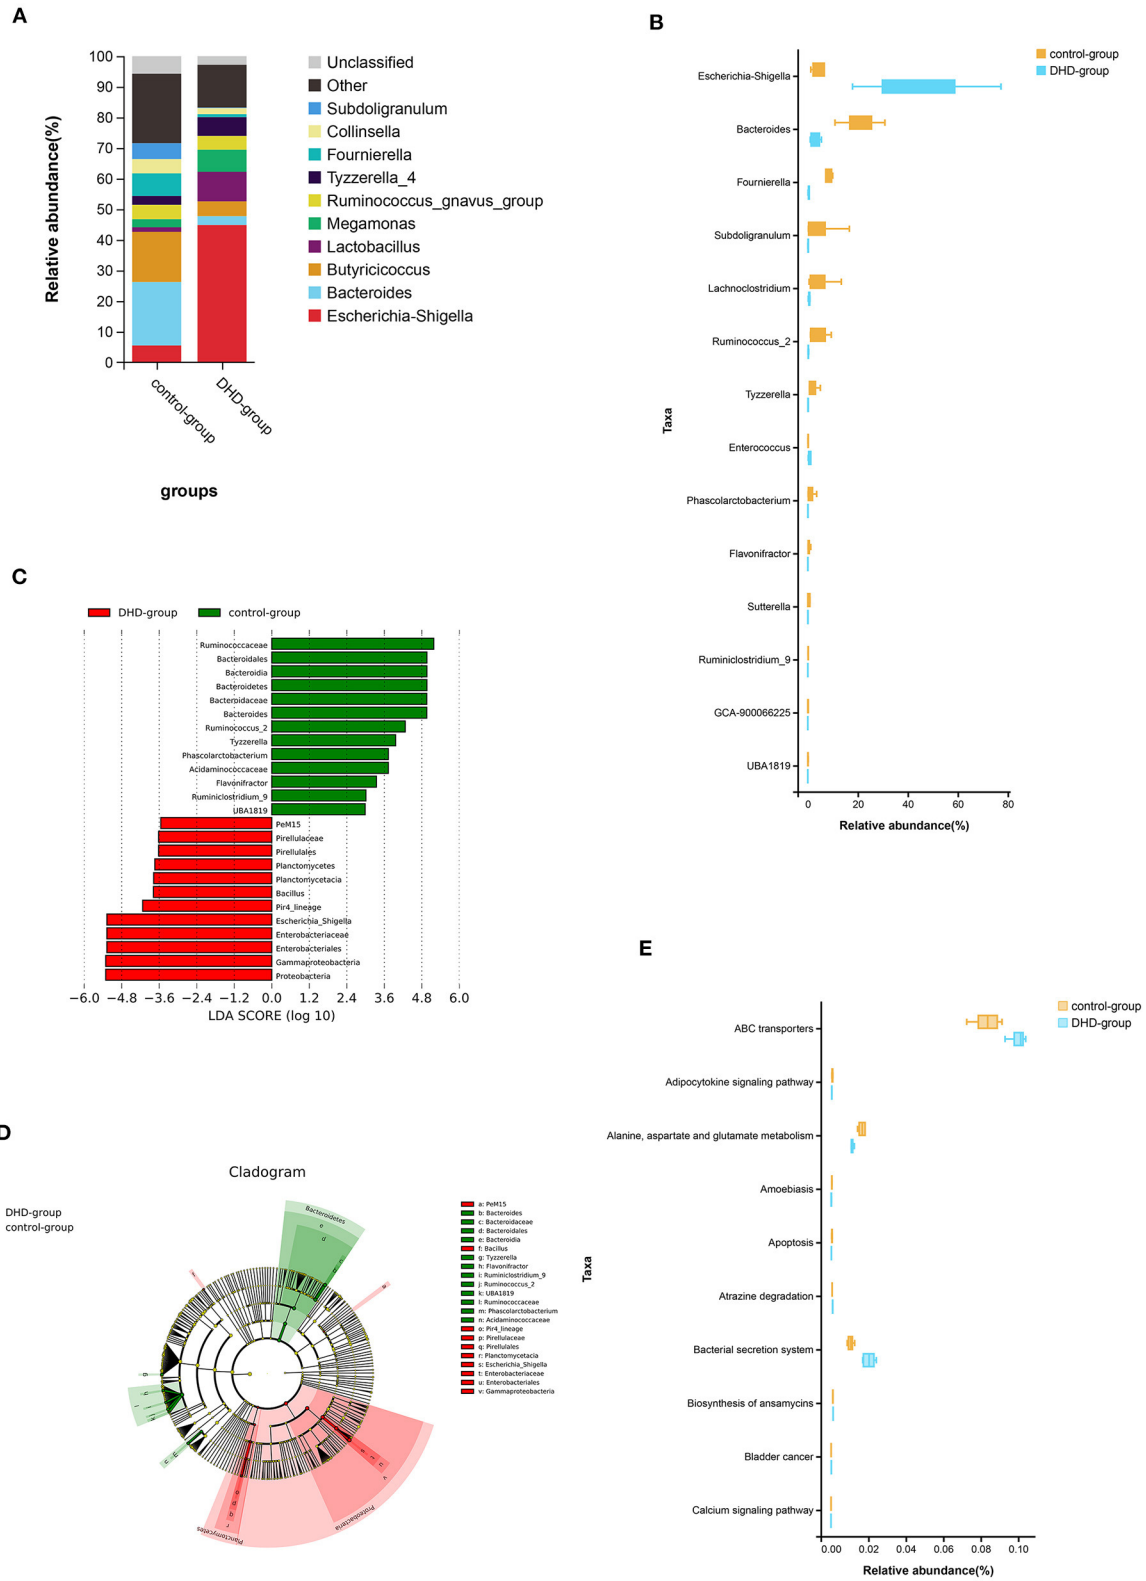 A
Relative abundance(%)
100
90
80
70
60
50
40
30
20
10
0
control-group
DHD-group
groups
Unclassified
Other
Subdoligranulum
Collinsella
Fournierella
Tyzzerella_4
Ruminococcus_gnavus_group
Megamonas
Lactobacillus
Butyricicoccus
Bacteroides
Escherichia-Shigella
B
control-group
DHD-group
Taxa
Escherichia-Shigella
Bacteroides
Fournierella
Subdoligranulum
Lachnoclostridium
Ruminococcus_2
Tyzzerella
Enterococcus
Phascolarctobacterium
Flavonifractor
Sutterella
Ruminiclostridium_9
GCA-900066225
UBA1819
0 20 40 60 80
Relative abundance(%)
C
DHD-group control-group
Ruminococcaceae
Bacteroidales
Bacteroidia
Bacteroidetes
Bacteroidaceae
Bacteroides
Ruminococcus_2
Tyzzerella
Phascolarctobacterium
Acidaminococcaceae
Flavonifractor
Ruminiclostridium_9
UBA1819
PeM15
Pirellulaceae
Pirellulales
Planctomycetes
Planctomycetacia
Bacillus
Pir4_lineage
Escherichia_Shigella
Enterobacteriaceae
Enterobacteriales
Gammaproteobacteria
Proteobacteria
−6.0 −4.8 −3.6 −2.4 −1.2 0.0 1.2 2.4 3.6 4.8 6.0
LDA SCORE (log 10)
D
Cladogram
DHD-group
control-group
Bacteroidetes
e
d
Proteobacteria
Planctomycetes
a: PeM15
b: Bacteroides
c: Bacteroidaceae
d: Bacteroidales
e: Bacteroidia
f: Bacillus
g: Tyzzerella
h: Flavonifractor
i: Ruminiclostridium_9
j: Ruminococcus_2
k: UBA1819
l: Ruminococcaceae
m: Phascolarctobacterium
n: Acidaminococcaceae
o: Pir4_lineage
p: Pirellulaceae
q: Pirellulales
r: Planctomycetacia
s: Escherichia_Shigella
t: Enterobacteriaceae
u: Enterobacteriales
v: Gammaproteobacteria
E
control-group
DHD-group
Taxa
ABC transporters
Adipocytokine signaling pathway
Alanine, aspartate and glutamate metabolism
Amoebiasis
Apoptosis
Atrazine degradation
Bacterial secretion system
Biosynthesis of ansamycins
Bladder cancer
Calcium signaling pathway
0.00 0.02 0.04 0.06 0.08 0.10
Relative abundance(%)